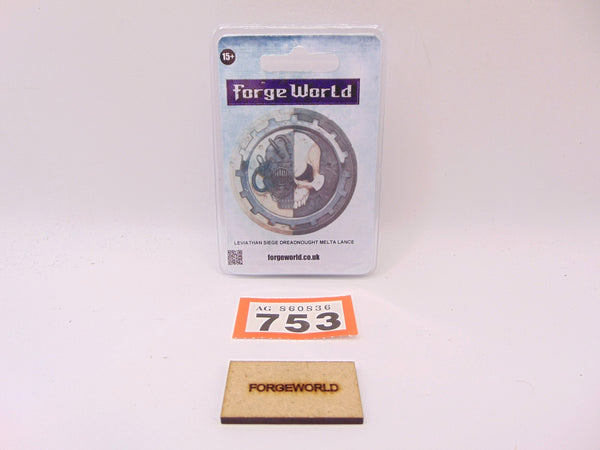 15+
Forge World
LEVIATHAN SIEGE DREADNOUGHT MELTA LANCE
forgeworld.co.uk
AG 860836
753
FORGEWORLD